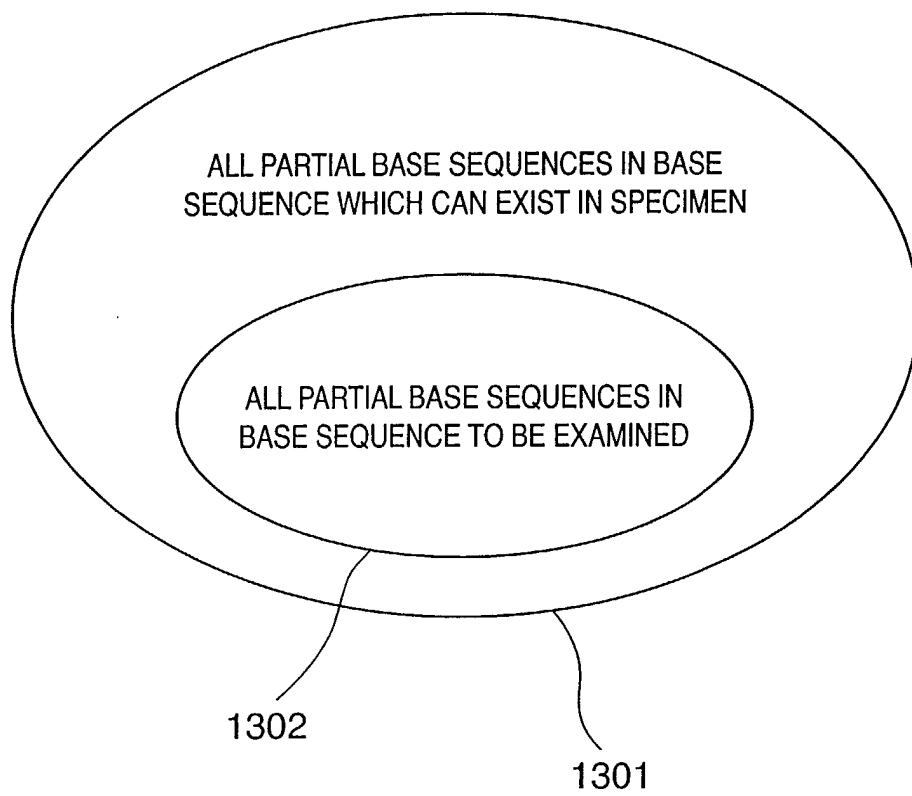 ALL PARTIAL BASE SEQUENCES IN BASE
SEQUENCE WHICH CAN EXIST IN SPECIMEN
ALL PARTIAL BASE SEQUENCES IN
BASE SEQUENCE TO BE EXAMINED
1302
1301